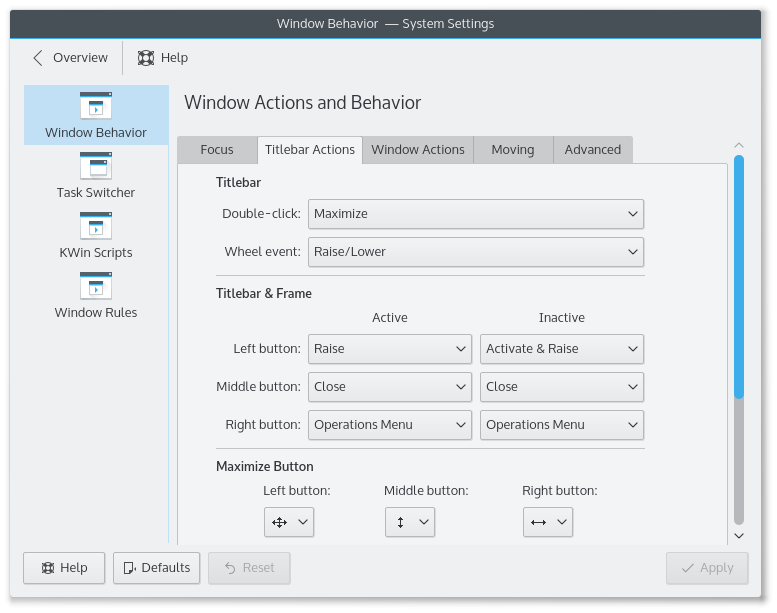 Window Behavior — System Settings
Overview Help
Window Actions and Behavior
Window Behavior
Task Switcher
KWin Scripts
Window Rules
Focus Titlebar Actions Window Actions Moving Advanced
Titlebar
Double-click: Maximize
Wheel event: Raise/Lower
Titlebar & Frame
Active Inactive
Left button: Raise Activate & Raise
Middle button: Close Close
Right button: Operations Menu Operations Menu
Maximize Button
Left button: Middle button: Right button:
Help Defaults Reset Apply